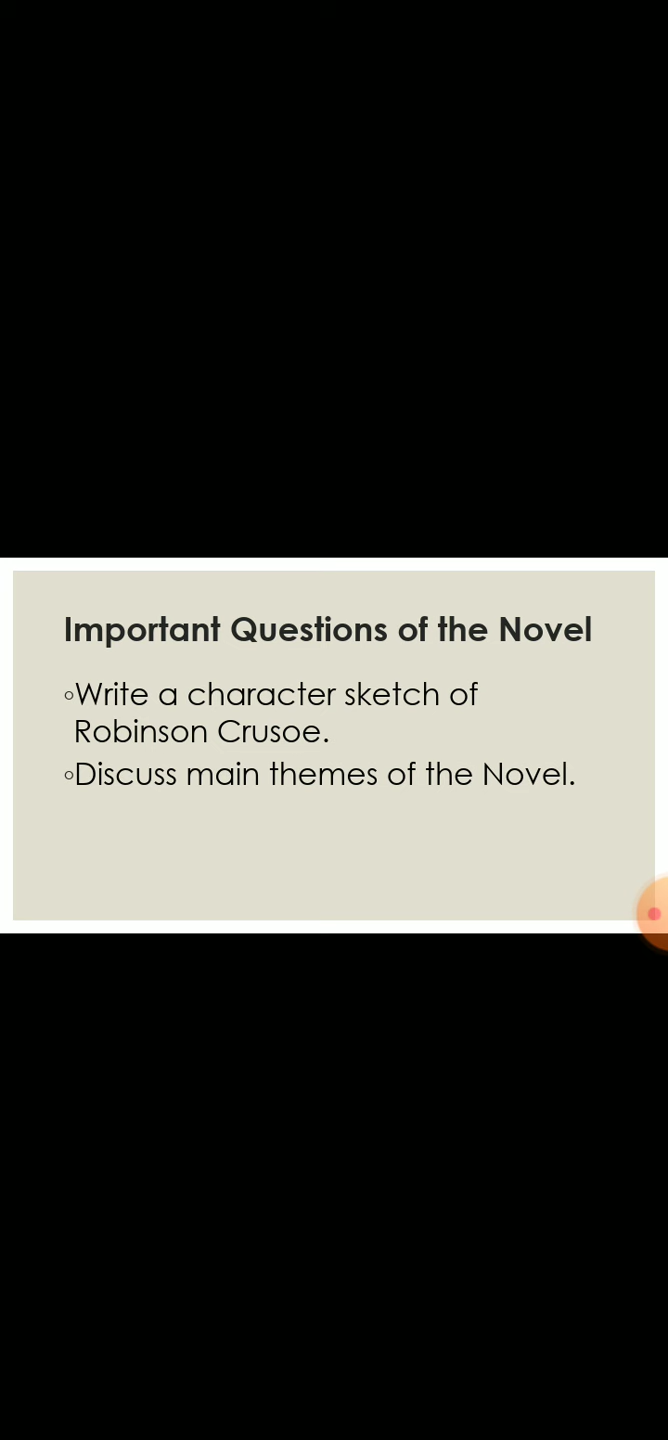 Important Questions of the Novel
◦Write a character sketch of
Robinson Crusoe.
◦Discuss main themes of the Novel.